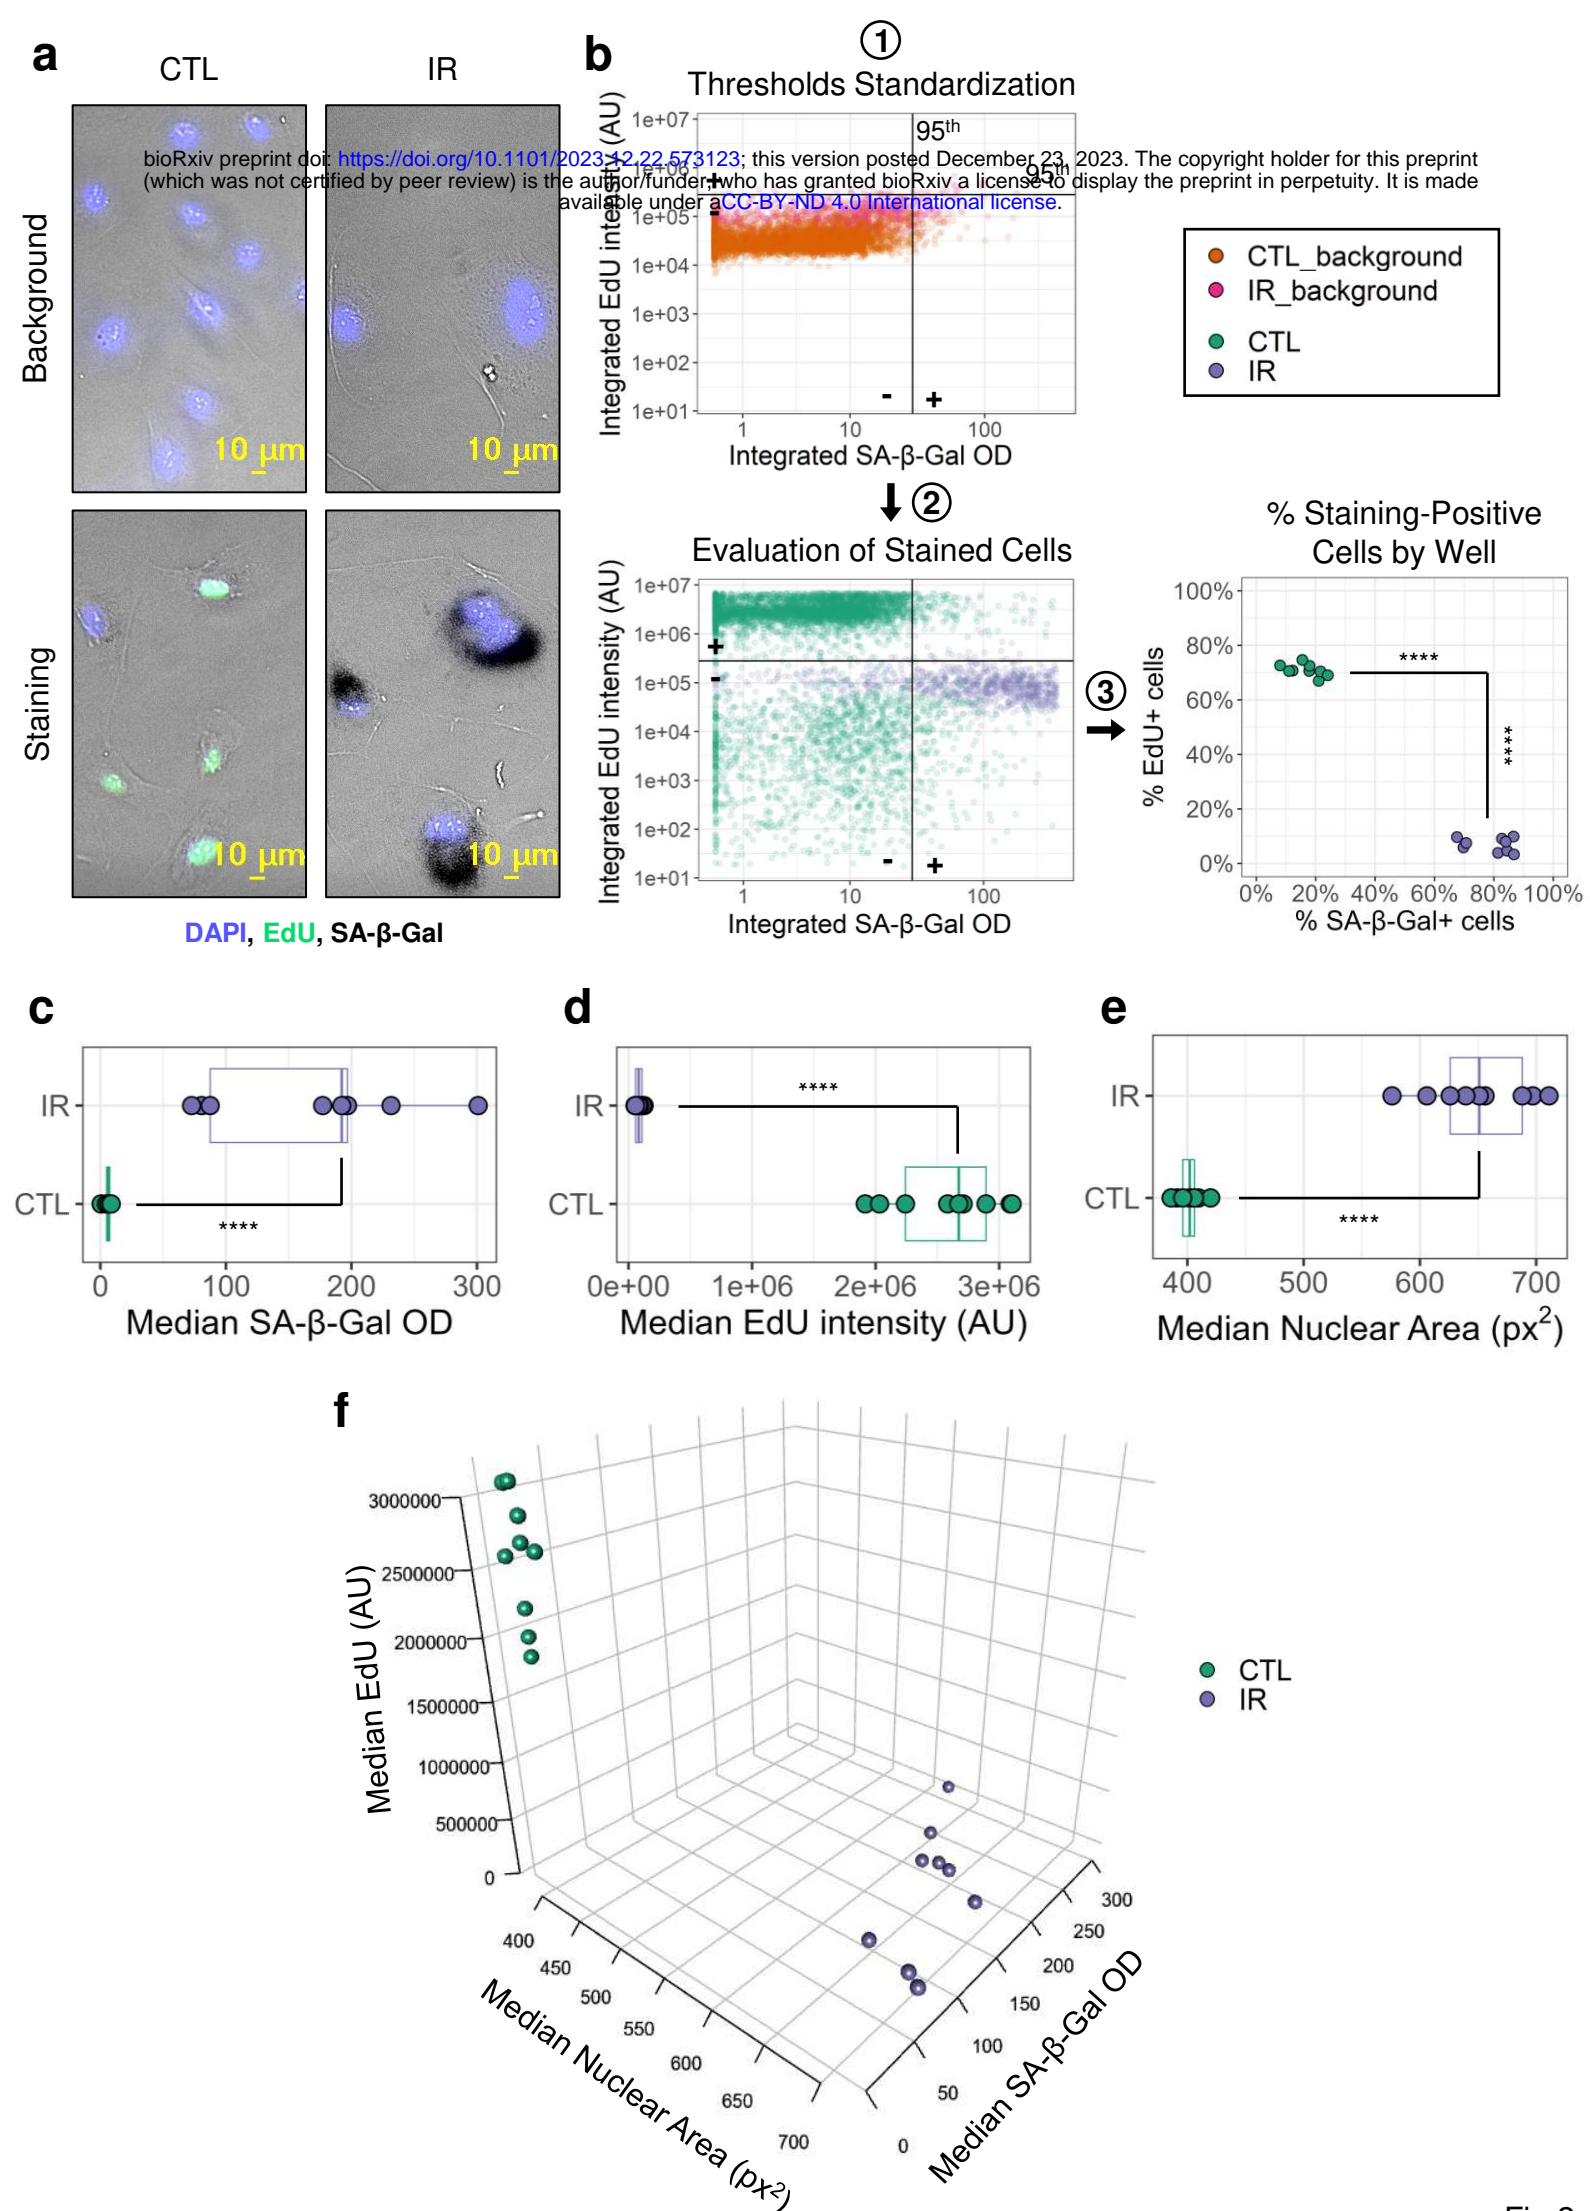 a
CTL
IR
Background
Staining
10 µm
10 µm
10 µm
10 µm
DAPI, EdU, SA-β-Gal
bioRxiv preprint doi: https://doi.org/10.1101/2023.12.22.573123; this version posted December 23, 2023. The copyright holder for this preprint
(which was not certified by peer review) is the author/funder, who has granted bioRxiv a license to display the preprint in perpetuity. It is made
available under aCC-BY-ND 4.0 International license.
b
1
Thresholds Standardization
Integrated EdU intensity (AU)
1e+07
1e+06
1e+05
1e+04
1e+03
1e+02
1e+01
95th
95th
+
-
- +
1 10 100
Integrated SA-β-Gal OD
CTL_background
IR_background
CTL
IR
2
Evaluation of Stained Cells
Integrated EdU intensity (AU)
1e+07
1e+06
1e+05
1e+04
1e+03
1e+02
1e+01
+
-
- +
1 10 100
Integrated SA-β-Gal OD
3
% Staining-Positive
Cells by Well
% EdU+ cells
100%
80%
60%
40%
20%
0%
****
****
0% 20% 40% 60% 80% 100%
% SA-β-Gal+ cells
c
IR
CTL
****
0 100 200 300
Median SA-β-Gal OD
d
IR
CTL
****
0e+00 1e+06 2e+06 3e+06
Median EdU intensity (AU)
e
IR
CTL
****
400 500 600 700
Median Nuclear Area (px2)
f
Median EdU (AU)
3000000
2500000
2000000
1500000
1000000
500000
0
400
450
500
550
600
650
700
Median Nuclear Area (px2)
0
50
100
150
200
250
300
Median SA-β-Gal OD
CTL
IR